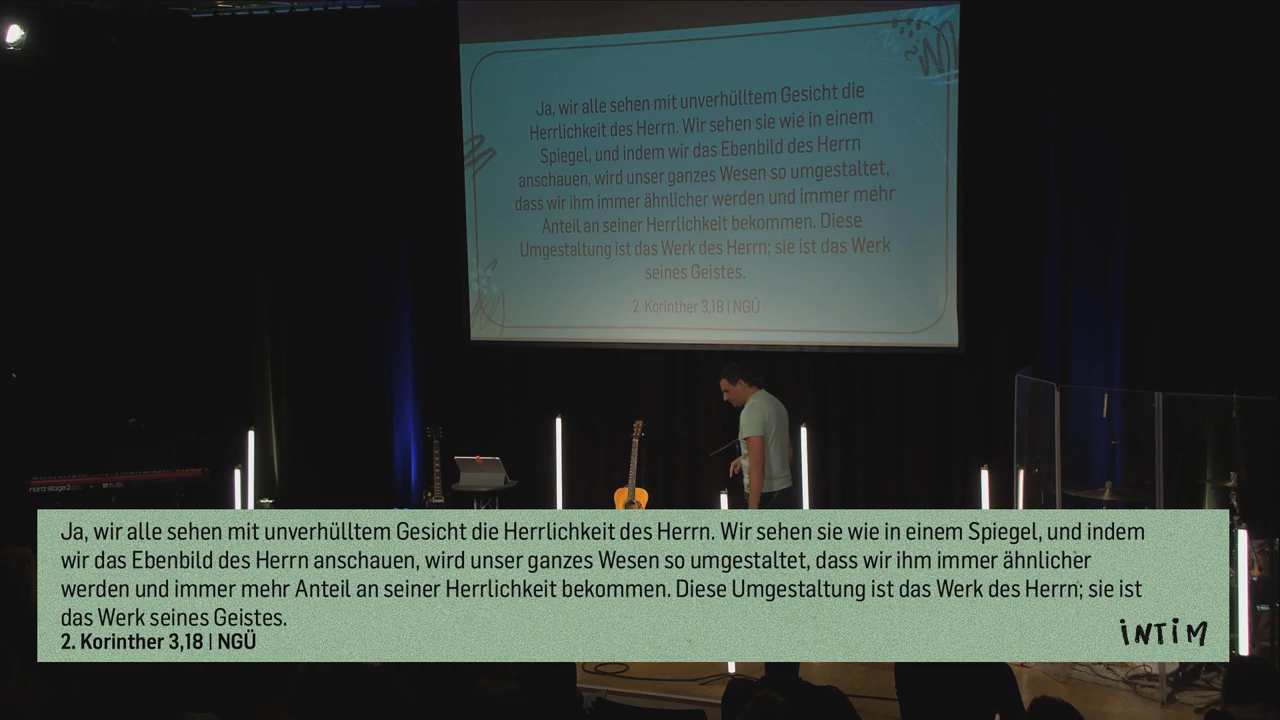 Ja, wir alle sehen mit unverhülltem Gesicht die
Herrlichkeit des Herrn. Wir sehen sie wie in einem
Spiegel, und indem wir das Ebenbild des Herrn
anschauen, wird unser ganzes Wesen so umgestaltet,
dass wir ihm immer ähnlicher werden und immer mehr
Anteil an seiner Herrlichkeit bekommen. Diese
Umgestaltung ist das Werk des Herrn; sie ist das Werk
seines Geistes.
2. Korinther 3,18 | NGÜ
nord stage 2
Ja, wir alle sehen mit unverhülltem Gesicht die Herrlichkeit des Herrn. Wir sehen sie wie in einem Spiegel, und indem
wir das Ebenbild des Herrn anschauen, wird unser ganzes Wesen so umgestaltet, dass wir ihm immer ähnlicher
werden und immer mehr Anteil an seiner Herrlichkeit bekommen. Diese Umgestaltung ist das Werk des Herrn; sie ist
das Werk seines Geistes.
2. Korinther 3,18 | NGÜ
iNTiM